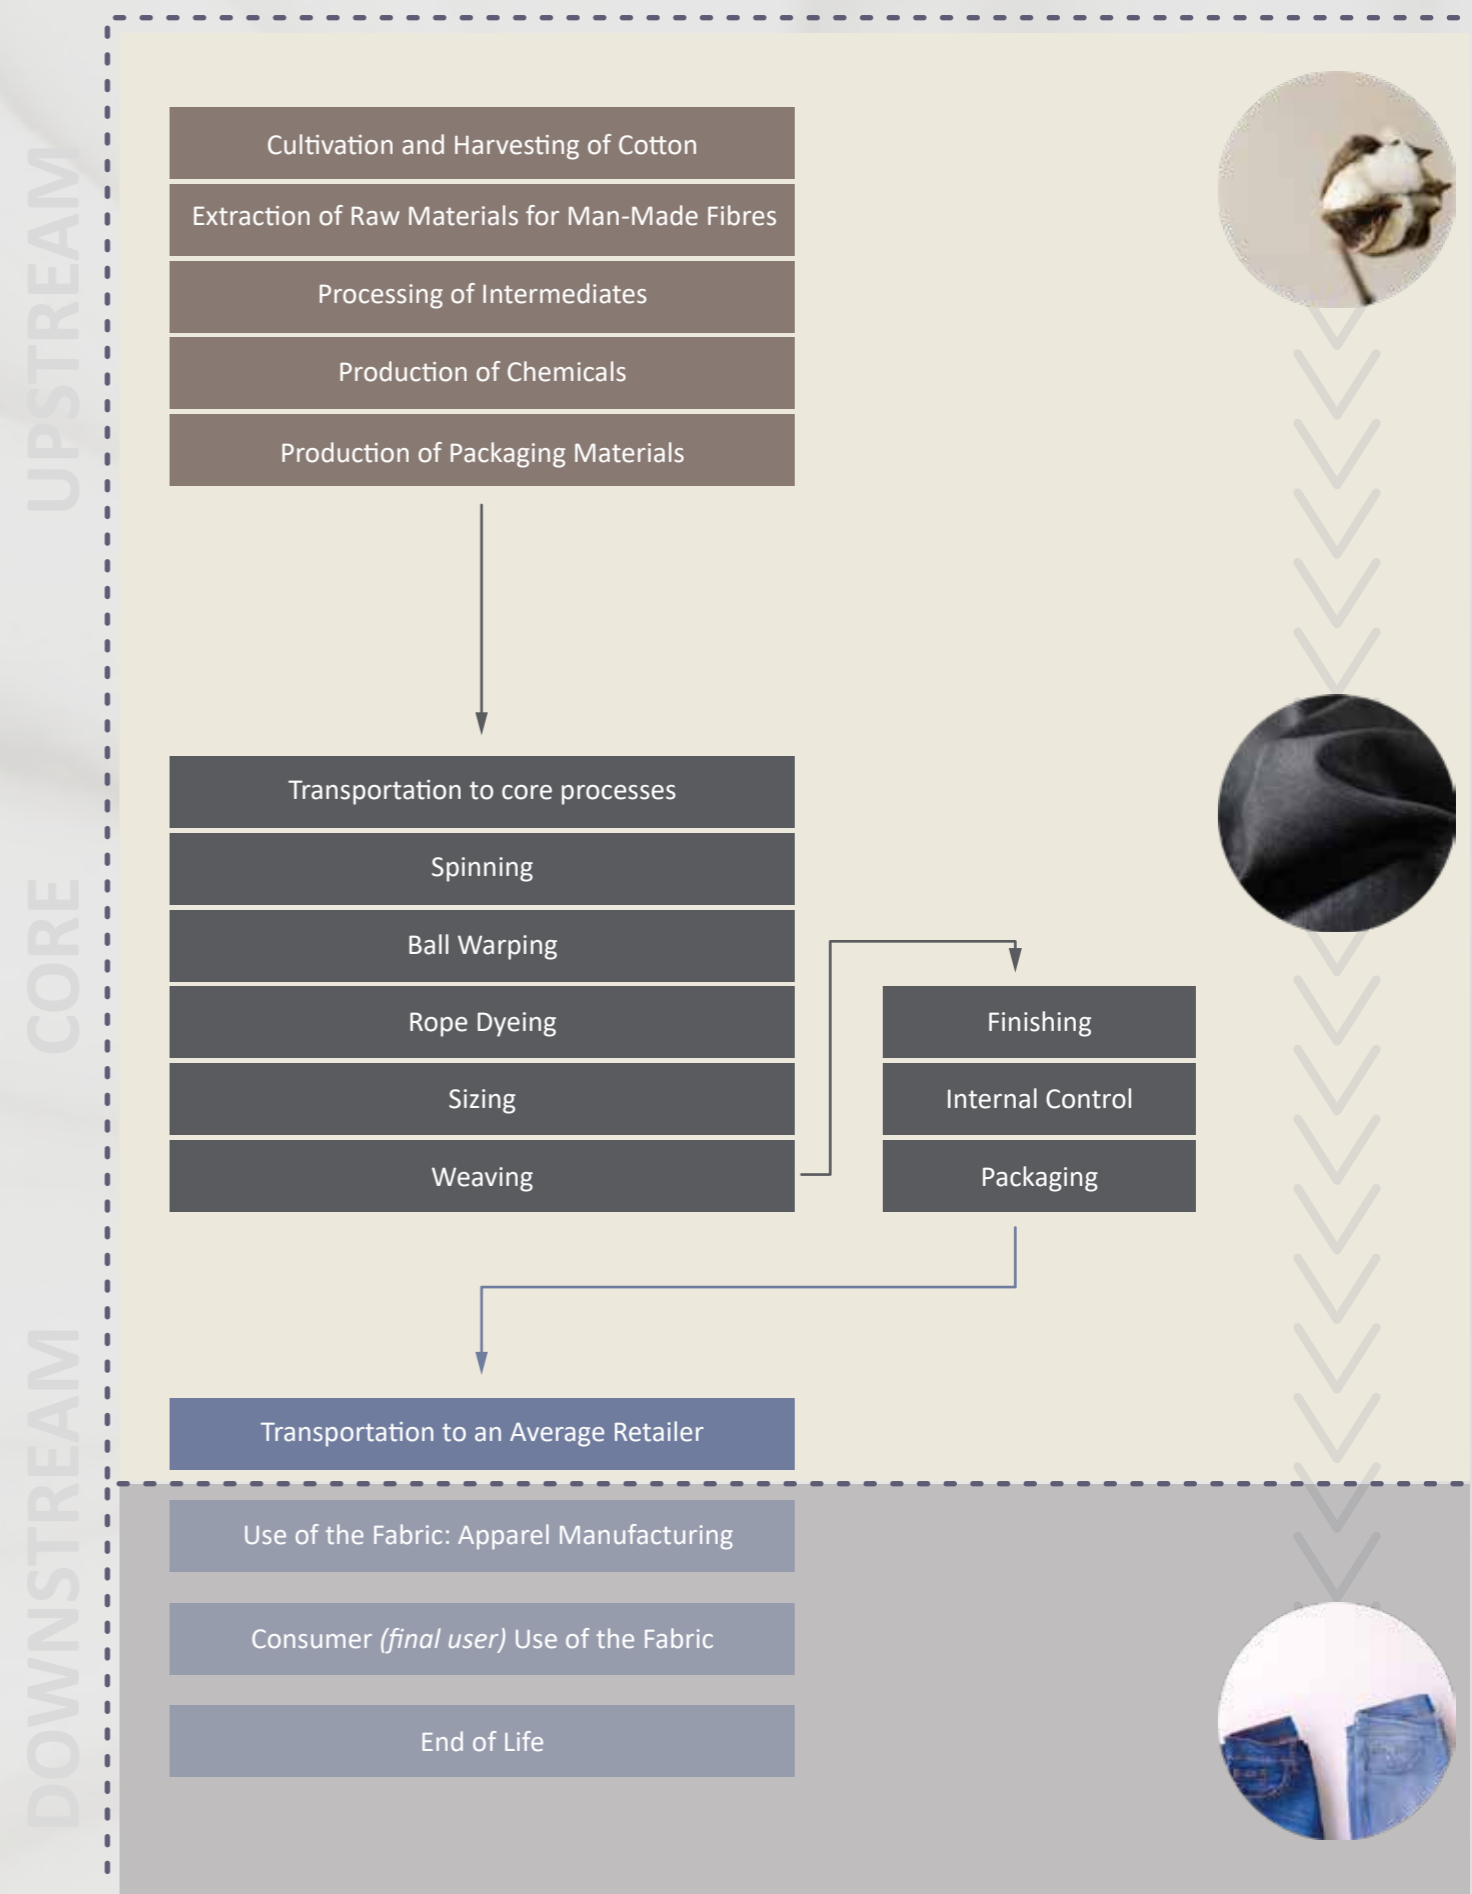 UPSTREAM
Cultivation and Harvesting of Cotton
Extraction of Raw Materials for Man-Made Fibres
Processing of Intermediates
Production of Chemicals
Production of Packaging Materials
CORE
Transportation to core processes
Spinning
Ball Warping
Rope Dyeing
Sizing
Weaving
Finishing
Internal Control
Packaging
DOWNSTREAM
Transportation to an Average Retailer
Use of the Fabric: Apparel Manufacturing
Consumer (final user) Use of the Fabric
End of Life